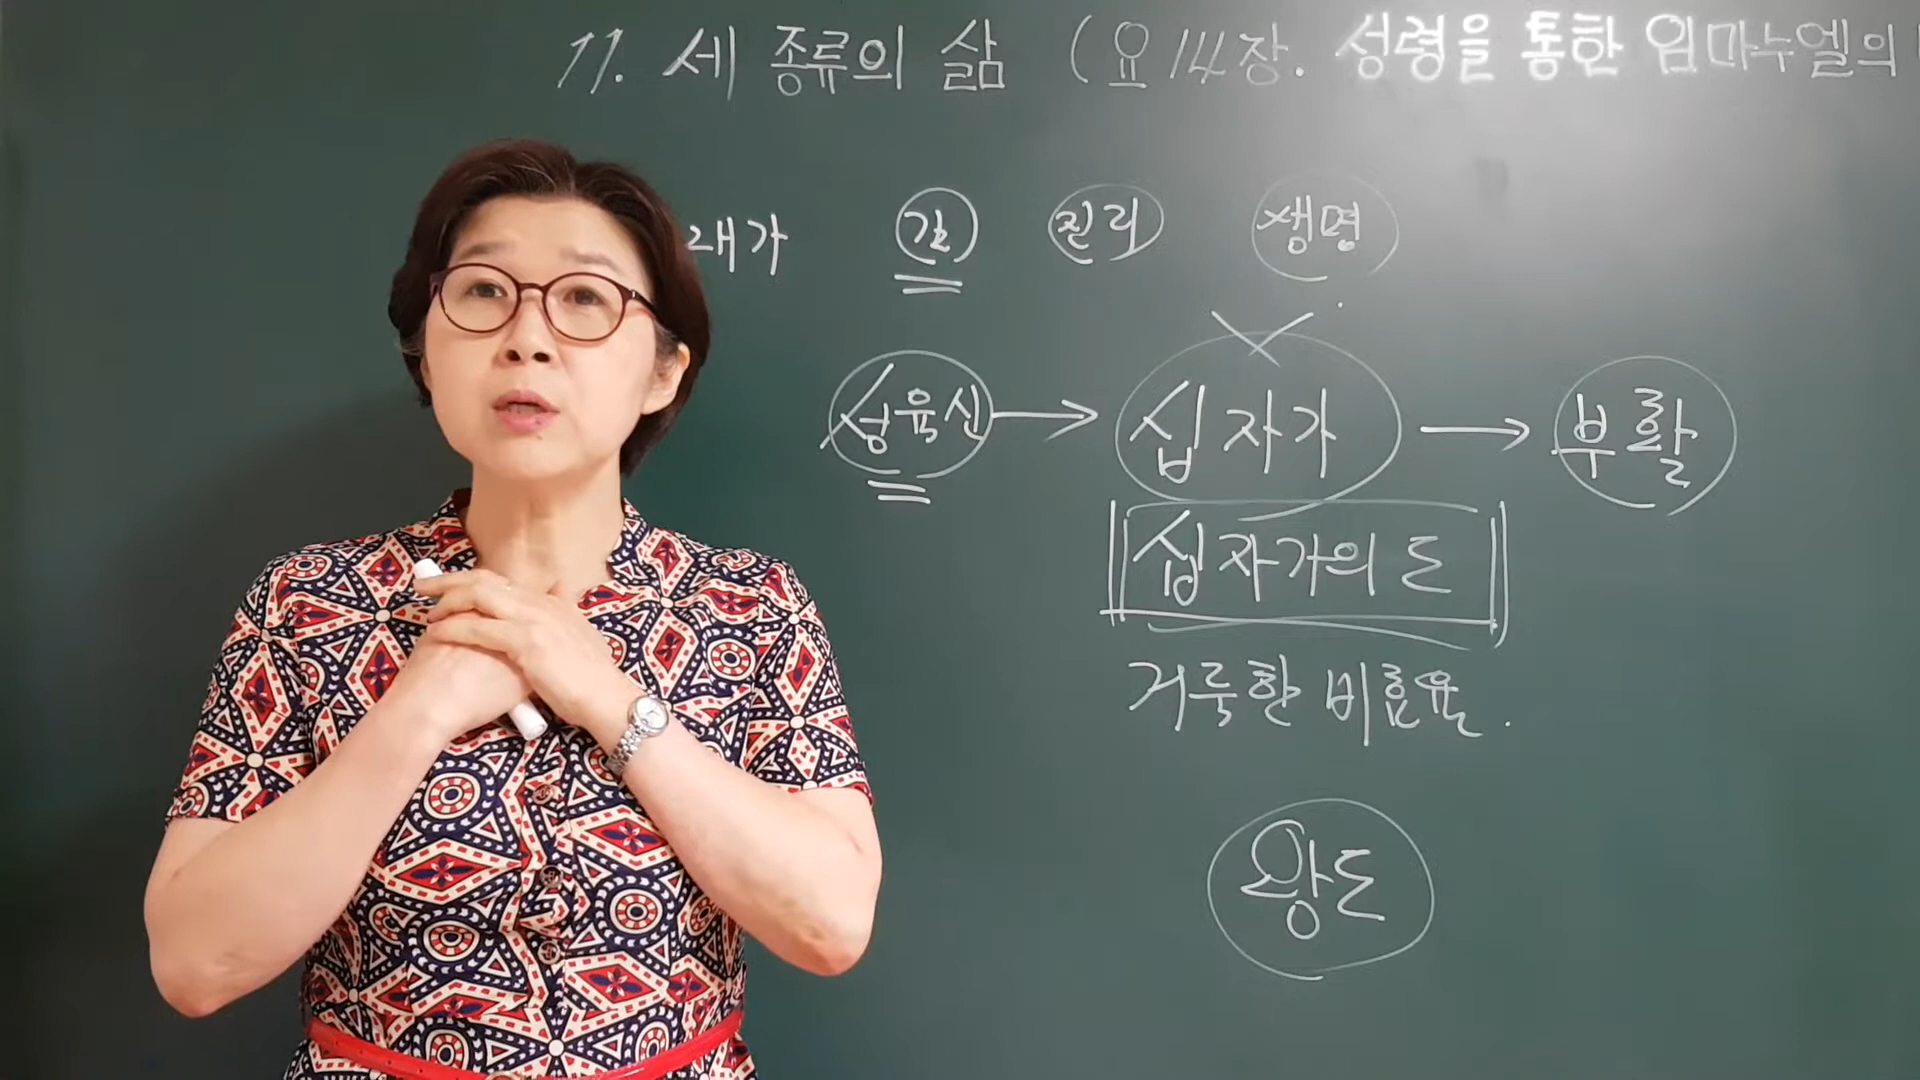 11. 세 종류의 삶 (요 14장. 성령을 통한 임마누엘의
내가 길 진리 생명
성육신 → 십자가 → 부활
십자가의 도
거룩한 비효율.
왕도